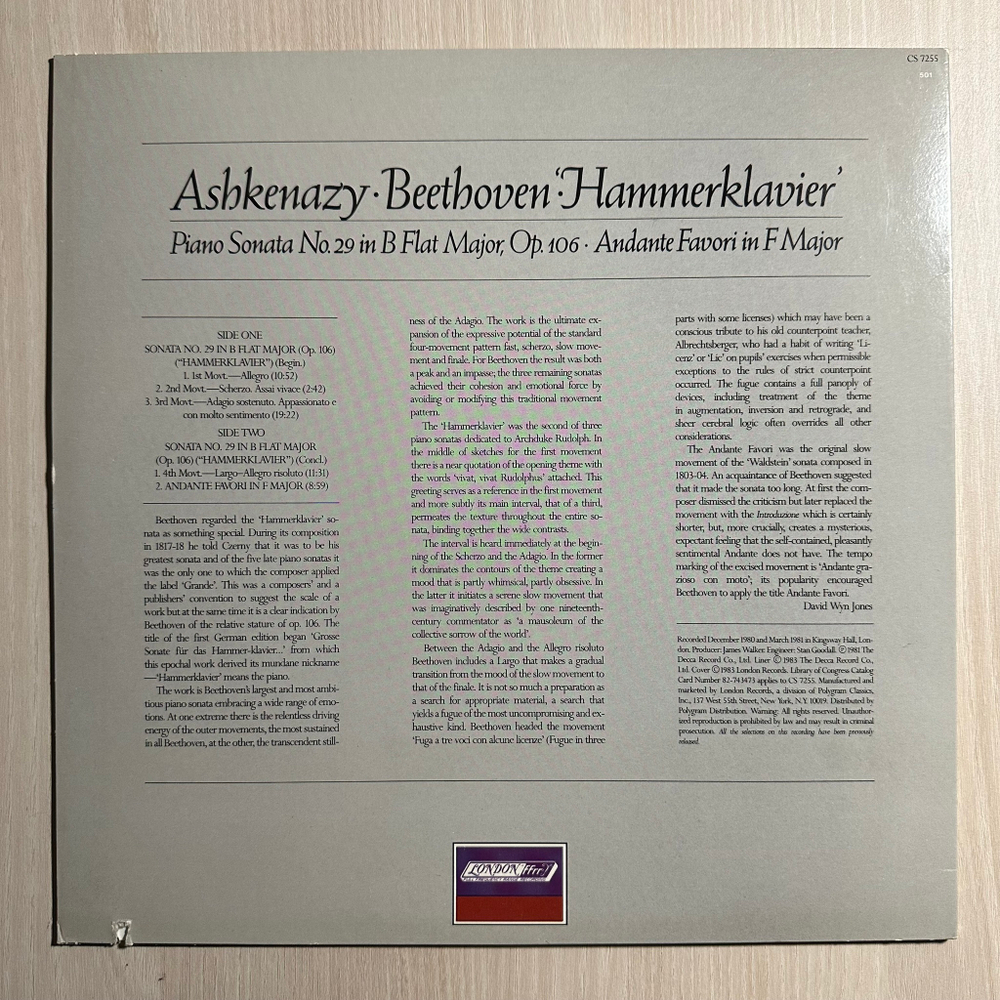 CS 7255
501
Ashkenazy·Beethoven‘Hammerklavier’
Piano Sonata No. 29 in B Flat Major, Op. 106 · Andante Favori in F Major
SIDE ONE
SONATA NO. 29 IN B FLAT MAJOR (Op. 106)
(“HAMMERKLAVIER”) (Begin.)
1. 1st Movt.—Allegro (10:52)
2. 2nd Movt.—Scherzo. Assai vivace (2:42)
3. 3rd Movt.—Adagio sostenuto. Appassionato e
con molto sentimento (19:22)
SIDE TWO
SONATA NO. 29 IN B FLAT MAJOR
(Op. 106) (“HAMMERKLAVIER”) (Concl.)
1. 4th Movt.—Largo–Allegro risoluto (11:31)
2. ANDANTE FAVORI IN F MAJOR (8:59)
Beethoven regarded the ‘Hammerklavier’ so-
nata as something special. During its composition
in 1817-18 he told Czerny that it was to be his
greatest sonata and of the five late piano sonatas it
was the only one to which the composer applied
the label ‘Grande’. This was a composers’ and a
publishers’ convention to suggest the scale of a
work but at the same time it is a clear indication by
Beethoven of the relative stature of op. 106. The
title of the first German edition began ‘Grosse
Sonate für das Hammer-klavier...’ from which
this epochal work derived its mundane nickname
—‘Hammerklavier’ means the piano.
The work is Beethoven’s largest and most ambi-
tious piano sonata embracing a wide range of emo-
tions. At one extreme there is the relentless driving
energy of the outer movements, the most sustained
in all Beethoven, at the other, the transcendent still-
ness of the Adagio. The work is the ultimate ex-
pansion of the expressive potential of the standard
four-movement pattern fast, scherzo, slow move-
ment and finale. For Beethoven the result was both
a peak and an impasse; the three remaining sonatas
achieved their cohesion and emotional force by
avoiding or modifying this traditional movement
pattern.
The ‘Hammerklavier’ was the second of three
piano sonatas dedicated to Archduke Rudolph. In
the middle of sketches for the first movement
there is a near quotation of the opening theme with
the words ‘vivat, vivat Rudolphus’ attached. This
greeting serves as a reference in the first movement
and more subtly its main interval, that of a third,
permeates the texture throughout the entire so-
nata, binding together the wide contrasts.
The interval is heard immediately at the begin-
ning of the Scherzo and the Adagio. In the former
it dominates the contours of the theme creating a
mood that is partly whimsical, partly obsessive. In
the latter it initiates a serene slow movement that
was imaginatively described by one nineteenth-
century commentator as ‘a mausoleum of the
collective sorrow of the world’.
Between the Adagio and the Allegro risoluto
Beethoven includes a Largo that makes a gradual
transition from the mood of the slow movement to
that of the finale. It is not so much a preparation as
a search for appropriate material, a search that
yields a fugue of the most uncompromising and ex-
haustive kind. Beethoven headed the movement
‘Fuga a tre voci con alcune licenze’ (Fugue in three
parts with some licenses) which may have been a
conscious tribute to his old counterpoint teacher,
Albrechtsberger, who had a habit of writing ‘Li-
cenz’ or ‘Lic’ on pupils’ exercises when permissible
exceptions to the rules of strict counterpoint
occurred. The fugue contains a full panoply of
devices, including treatment of the theme
in augmentation, inversion and retrograde, and
sheer cerebral logic often overrides all other
considerations.
The Andante Favori was the original slow
movement of the ‘Waldstein’ sonata composed in
1803-04. An acquaintance of Beethoven suggested
that it made the sonata too long. At first the com-
poser dismissed the criticism but later replaced the
movement with the Introduzione which is certainly
shorter, but, more crucially, creates a mysterious,
expectant feeling that the self-contained, pleasantly
sentimental Andante does not have. The tempo
marking of the excised movement is ‘Andante gra-
zioso con moto’; its popularity encouraged
Beethoven to apply the title Andante Favori.
David Wyn Jones
Recorded December 1980 and March 1981 in Kingsway Hall, Lon-
don. Producer: James Walker. Engineer: Stan Goodall. ℗ 1981 The
Decca Record Co., Ltd. Liner © 1983 The Decca Record Co.,
Ltd. Cover © 1983 London Records. Library of Congress Catalog
Card Number 82-743473 applies to CS 7255. Manufactured and
marketed by London Records, a division of Polygram Classics,
Inc., 137 West 55th Street, New York, N.Y. 10019. Distributed by
Polygram Distribution. Warning: All rights reserved. Unauthor-
ized reproduction is prohibited by law and may result in criminal
prosecution. All the selections on this recording have been previously
released.
LONDON ffrr
FULL FREQUENCY RANGE RECORDING